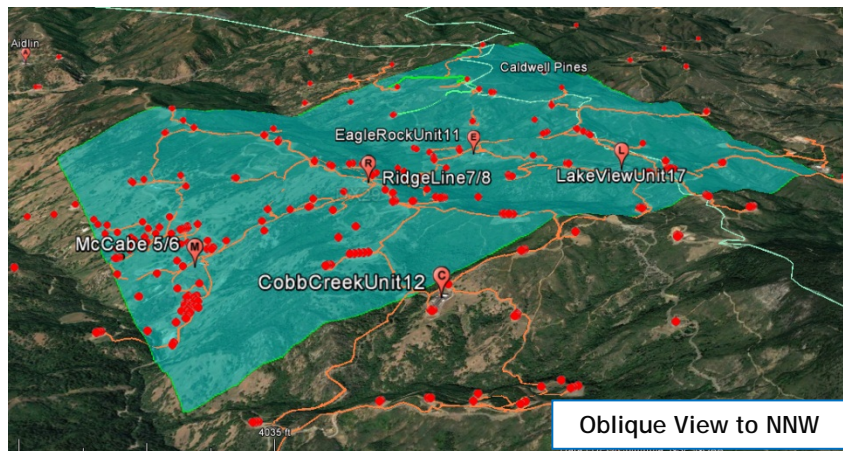 Aidlin
Caldwell Pines
EagleRockUnit11
E
L
R
RidgeLine7/8
LakeViewUnit17
McCabe 5/6
M
CobbCreekUnit12
C
4035 ft
Oblique View to NNW